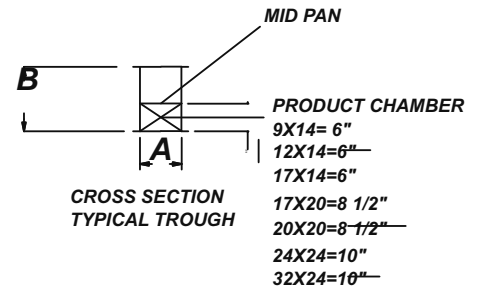 MID PAN
B
PRODUCT CHAMBER
9X14= 6"
12X14=6"
A
17X14=6"
CROSS SECTION
17X20=8 1/2"
TYPICAL TROUGH
20X20=8 1/2"
24X24=10"
32X24=10"